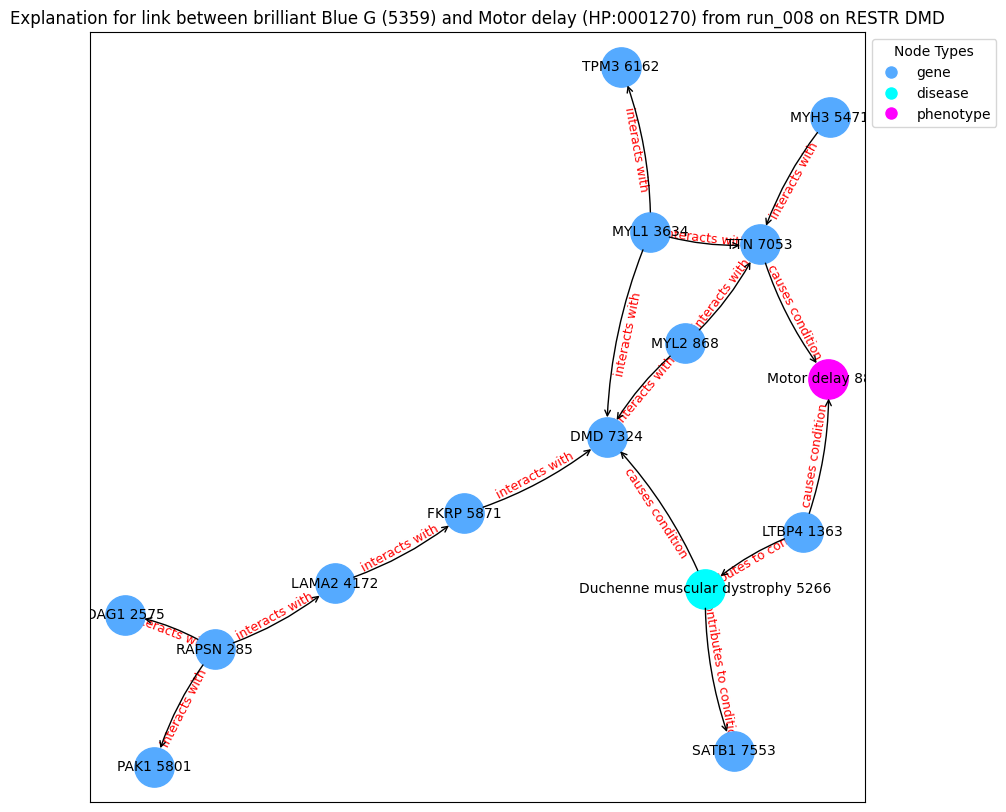 Explanation for link between brilliant Blue G (5359) and Motor delay (HP:0001270) from run_008 on RESTR DMD
Node Types
gene
disease
phenotype
TPM3 6162
MYH3 5471
interacts with
interacts with
MYL1 3634
TTN 7053
interacts with
interacts with
causes condition
interacts with
MYL2 868
Motor delay 88
interacts with
DMD 7324
causes condition
interacts with
causes condition
FKRP 5871
LTBP4 1363
interacts with
LAMA2 4172
Duchenne muscular dystrophy 5266
DAG1 2575
interacts with
interacts with
RAPSN 285
interacts with
contributes to condition
SATB1 7553
PAK1 5801